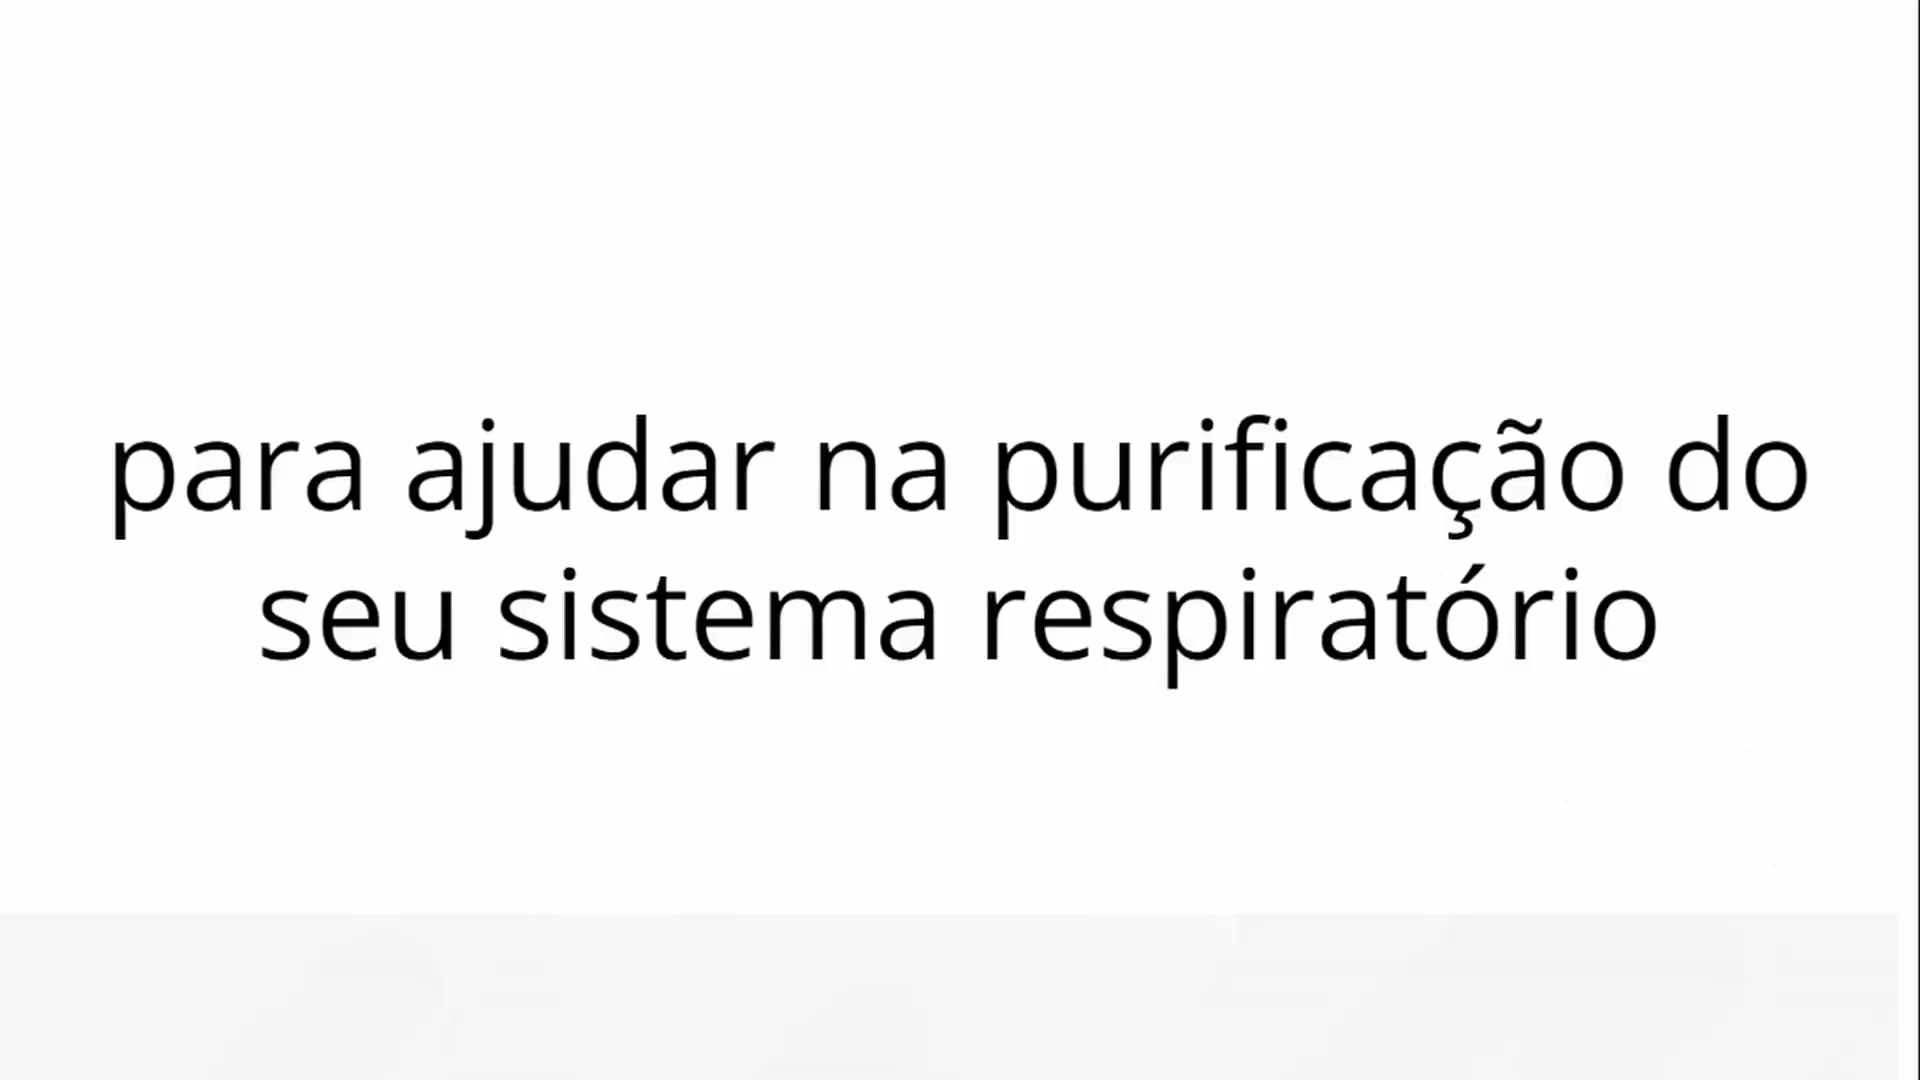 para ajudar na purificação do
seu sistema respiratório